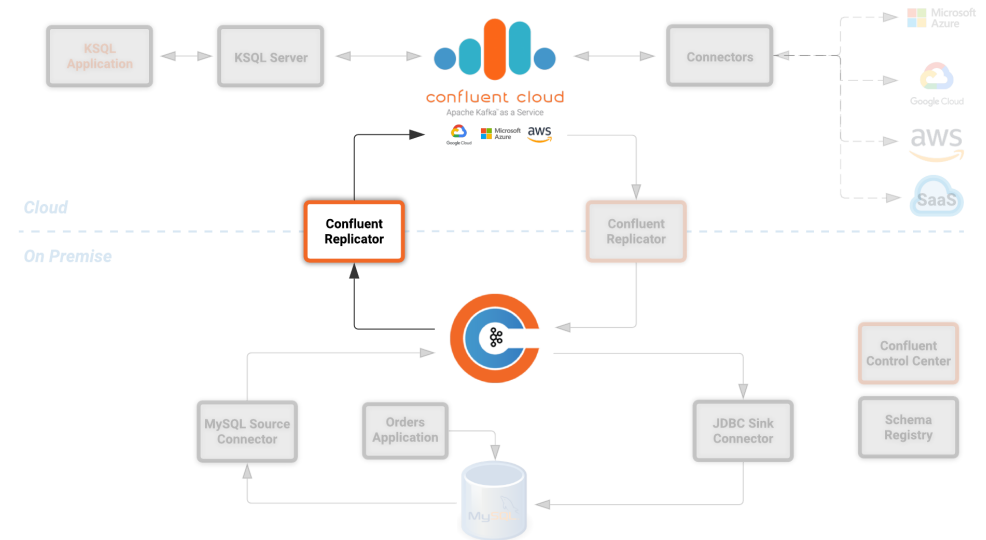 Microsoft
Azure
KSQL
Application
KSQL Server
Connectors
Google Cloud
confluent cloud
Apache Kafka® as a Service
Google Cloud
Microsoft
Azure
aws
aws
SaaS
Cloud
Confluent
Replicator
Confluent
Replicator
On Premise
Confluent
Control Center
MySQL Source
Connector
Orders
Application
JDBC Sink
Connector
Schema
Registry
MySQL